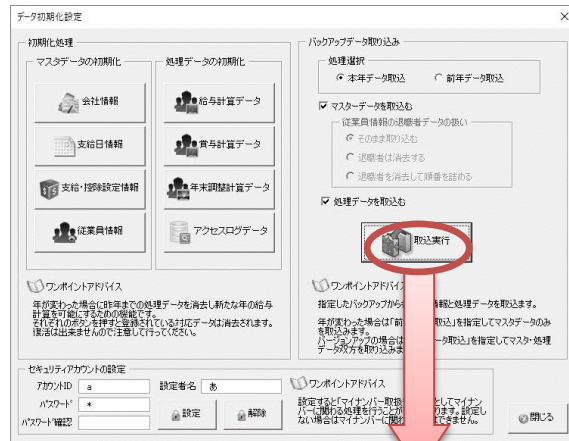 データ初期化設定
初期化処理
マスタデータの初期化
会社情報
支給日情報
支給・控除設定情報
従業員情報
処理データの初期化
給与計算データ
賞与計算データ
年末調整計算データ
アクセスログデータ
ワンポイントアドバイス
年が変わった場合に昨年までの処理データを消去し新たな年の給与
計算を可能にするための機能です。
それぞれのボタンを押すと登録されている対応データは消去されます。
復活は出来ませんので注意して行ってください。
バックアップデータ取り込み
処理選択
本年データ取込
前年データ取込
マスターデータを取込む
従業員情報の退職者データの扱い
そのまま取り込む
退職者は消去する
退職者を消去して順番を詰める
処理データを取込む
取込実行
ワンポイントアドバイス
指定したバックアップから 情報と処理データを取込ます。
年が変わった場合は「前 取込」を指定してマスタデータのみ
を取込みます。
バージョンアップの場合は ータ取込」を指定してマスタ・処理
データ双方を取り込みま
セキュリティアカウントの設定
アカウントID a
設定者名 あ
パスワード *
パスワード確認
設定
解除
ワンポイントアドバイス
設定すると「マイナンバー取扱 としてマイナン
バーに関わる処理を行うことが ります。設定し
ない場合はマイナンバーに関わ できません。
閉じる